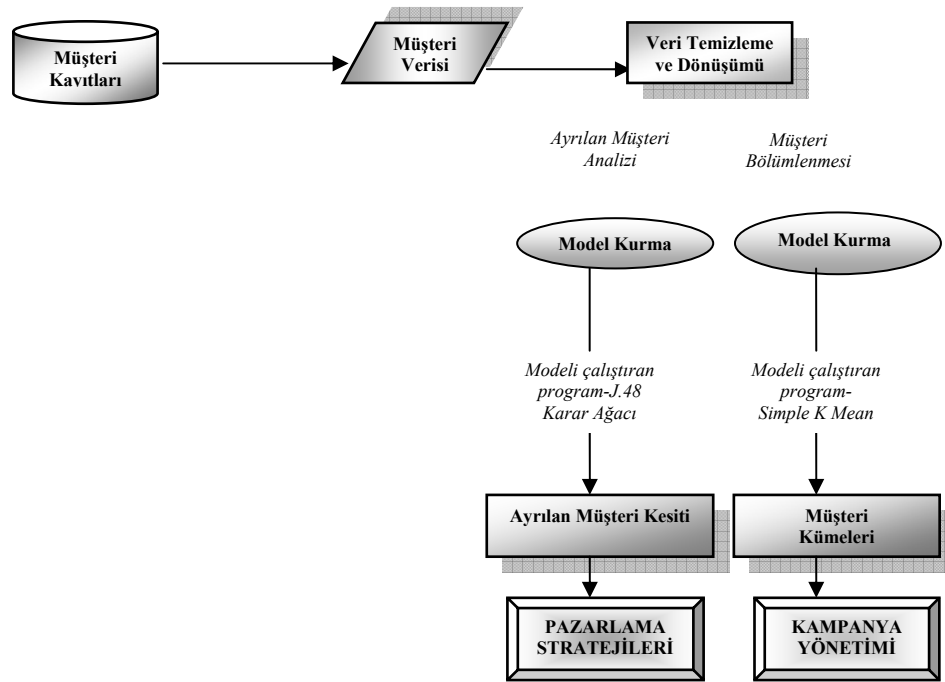 Müşteri
Kavıtları
Müşteri
Verisi
Veri Temizleme
ve Dönüşümü
Ayrılan Müşteri
Analizi
Müşteri
Bölümlenmesi
Model Kurma
Model Kurma
Modeli çalıştıran
program-J.48
Karar Ağacı
Modeli çalıştıran
program-
Simple K Mean
Ayrılan Müşteri Kesiti
Müşteri
Kümeleri
PAZARLAMA
STRATEJİLERİ
KAMPANYA
YÖNETİMİ